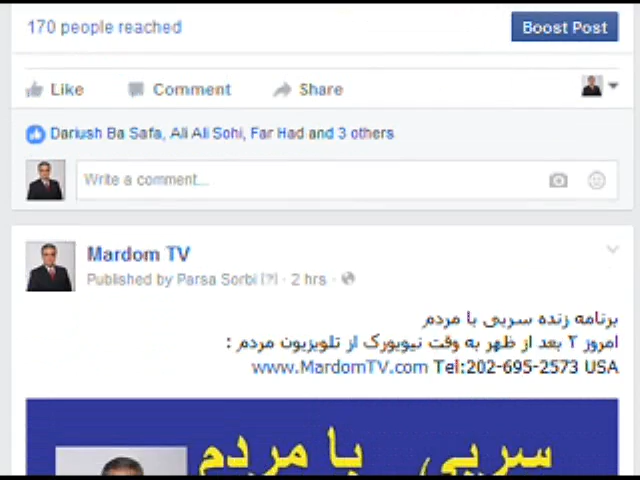 170 people reached
Boost Post
Like Comment Share
Dariush Ba Safa, Ali Ali Sohi, Far Had and 3 others
Write a comment...
Mardom TV
Published by Parsa Sorbi [?] · 2 hrs ·
برنامه زنده سربی با مردم
امروز ۲ بعد از ظهر به وقت نیویورک از تلویزیون مردم :
www.MardomTV.com Tel:202-695-2573 USA
سربی با مردم